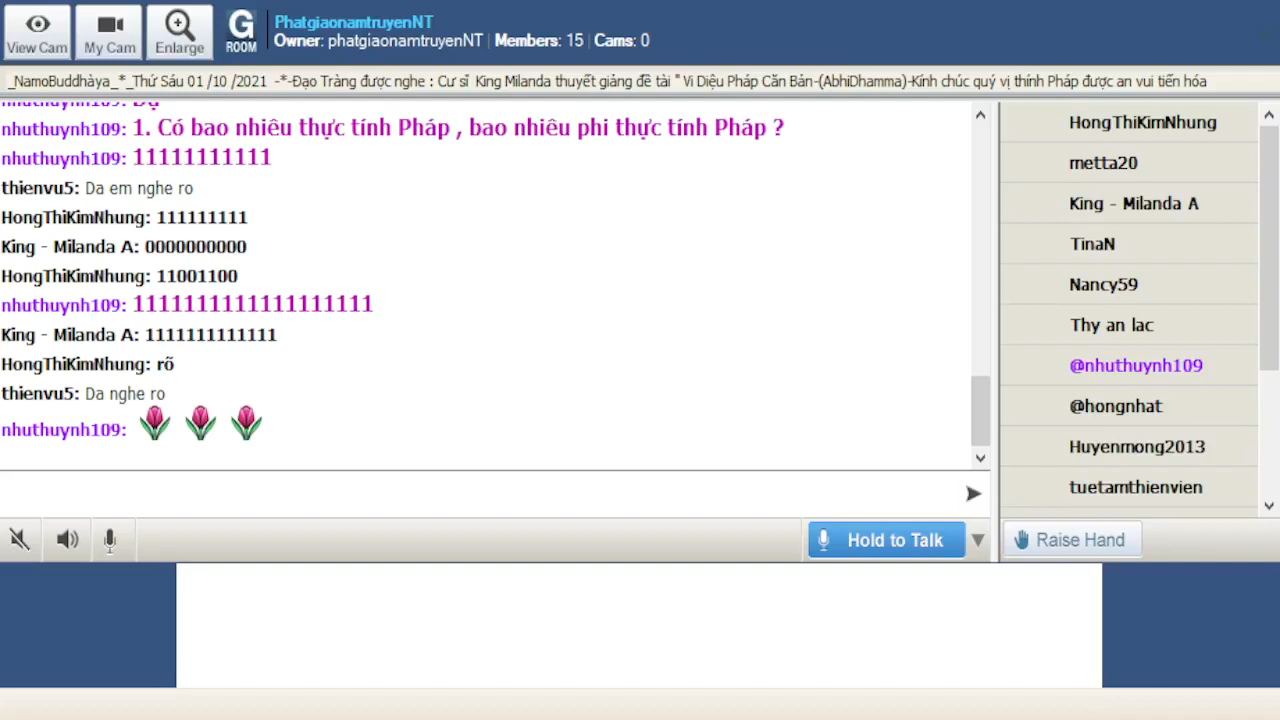 View Cam
My Cam
Enlarge
G
ROOM
PhatgiaonamtruyenNT
Owner: phatgiaonamtruyenNT | Members: 15 | Cams: 0
_NamoBuddhàya_*_Thứ Sáu 01 /10 /2021 -*-Đạo Tràng được nghe : Cư sĩ King Milanda thuyết giảng đề tài " Vi Diệu Pháp Căn Bản-(AbhiDhamma)-Kính chúc quý vị thính Pháp được an vui tiến hóa
nhuthuynh109: Dạ
nhuthuynh109: 1. Có bao nhiêu thực tính Pháp , bao nhiêu phi thực tính Pháp ?
nhuthuynh109: 11111111111
thienvu5: Da em nghe ro
HongThiKimNhung: 111111111
King - Milanda A: 0000000000
HongThiKimNhung: 11001100
nhuthuynh109: 1111111111111111111
King - Milanda A: 1111111111111
HongThiKimNhung: rõ
thienvu5: Da nghe ro
nhuthuynh109:
HongThiKimNhung
metta20
King - Milanda A
TinaN
Nancy59
Thy an lac
@nhuthuynh109
@hongnhat
Huyenmong2013
tuetamthienvien
Hold to Talk
Raise Hand